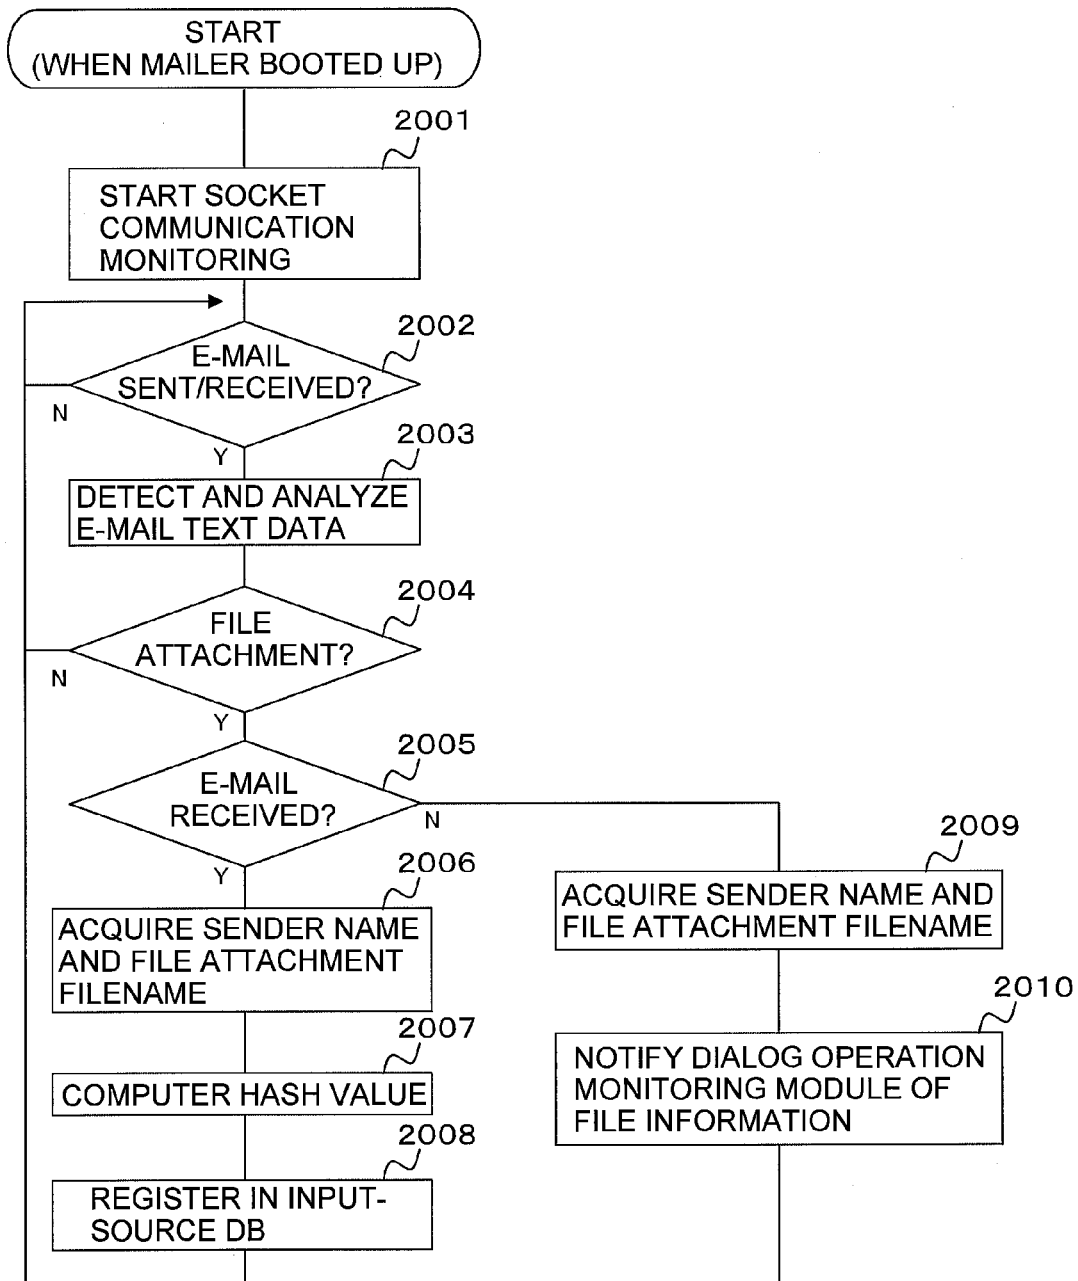 START
(WHEN MAILER BOOTED UP)
2001
START SOCKET
COMMUNICATION
MONITORING
2002
E-MAIL
SENT/RECEIVED?
N
Y
2003
DETECT AND ANALYZE
E-MAIL TEXT DATA
2004
FILE
ATTACHMENT?
N
Y
2005
E-MAIL
RECEIVED?
N
Y
2006
ACQUIRE SENDER NAME
AND FILE ATTACHMENT
FILENAME
2007
COMPUTER HASH VALUE
2008
REGISTER IN INPUT-
SOURCE DB
2009
ACQUIRE SENDER NAME AND
FILE ATTACHMENT FILENAME
2010
NOTIFY DIALOG OPERATION
MONITORING MODULE OF
FILE INFORMATION